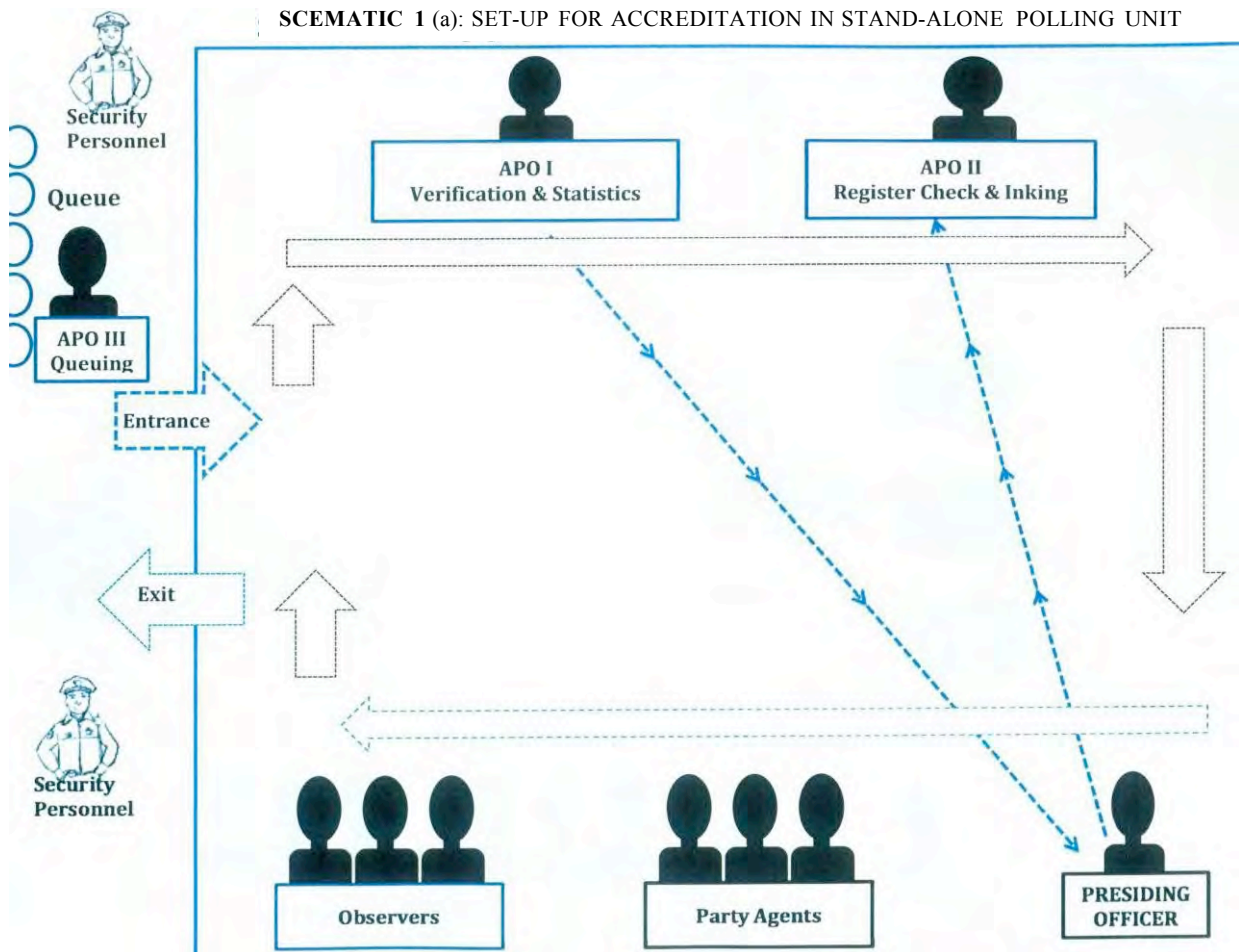 SCEMATIC 1 (a): SET-UP FOR ACCREDITATION IN STAND-ALONE POLLING UNIT
Security
Personnel
Queue
APO III
Queuing
Entrance
Exit
Security
Personnel
APO I
Verification & Statistics
APO II
Register Check & Inking
Observers
Party Agents
PRESIDING
OFFICER